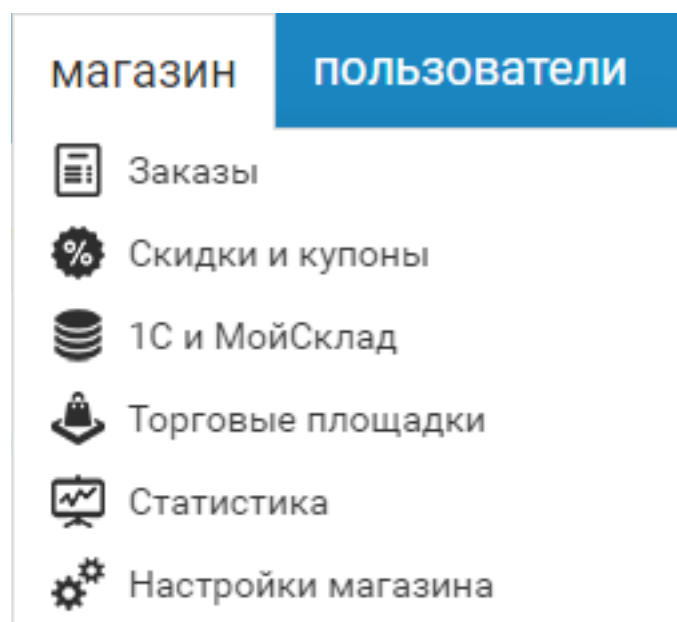 магазин пользователи
Заказы
Скидки и купоны
1С и МойСклад
Торговые площадки
Статистика
Настройки магазина